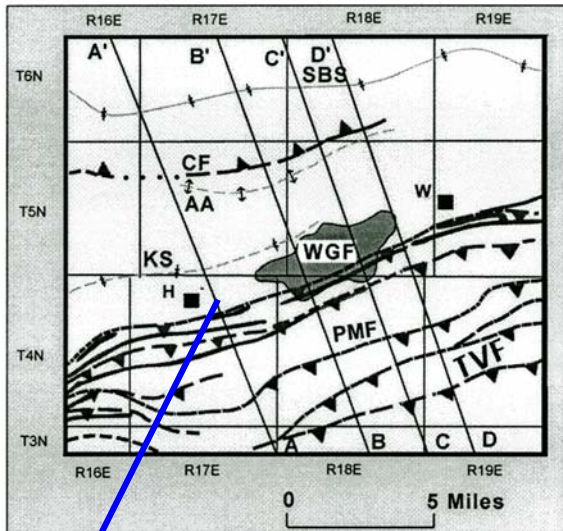 R16E R17E R18E R19E
A' B' C' D'
T6N SBS
CF
AA
T5N W
WGF
KS
H
PMF
T4N TVF
T3N A B C D
R16E R17E R18E R19E
0 5 Miles